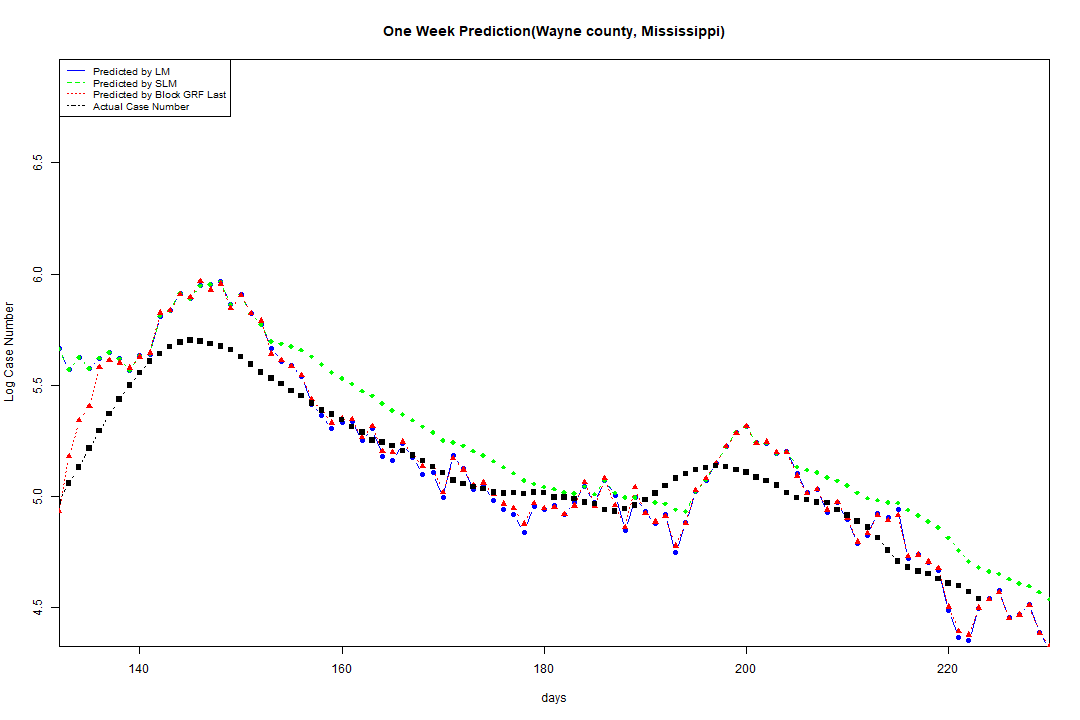 One Week Prediction(Wayne county, Mississippi)
Predicted by LM
Predicted by SLM
Predicted by Block GRF Last
Actual Case Number
6.5
6.0
5.5
5.0
4.5
Log Case Number
140 160 180 200 220
days